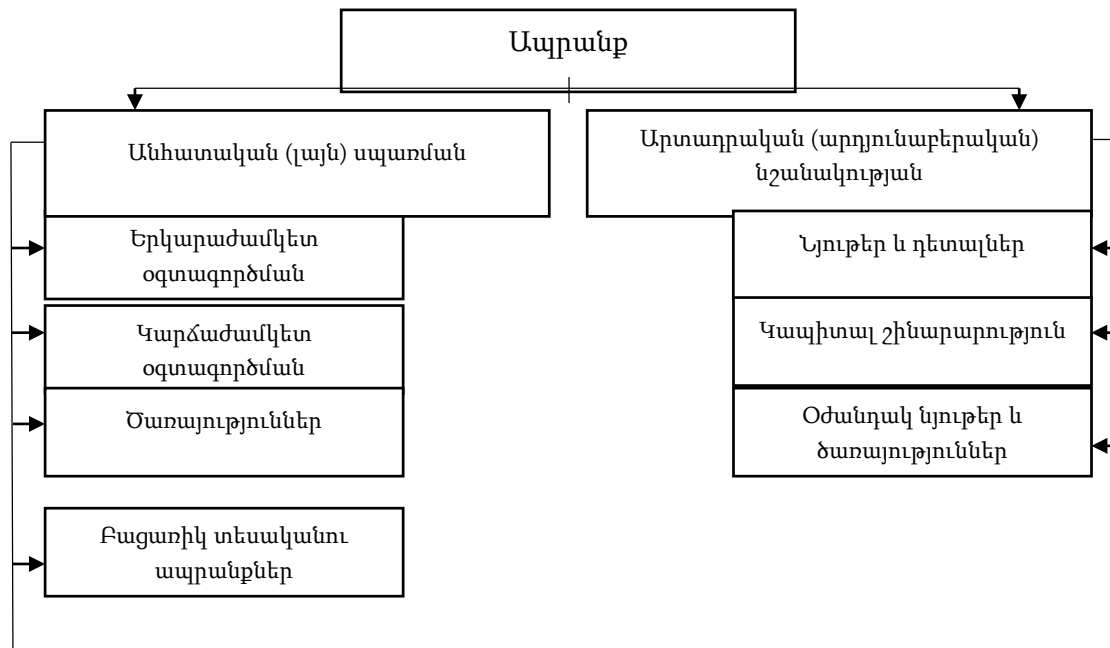 Ապրանք
Անհատական (լայն) սպառման
Արտադրական (արդյունաբերական)
նշանակության
Երկարաժամկետ
օգտագործման
Նյութեր և դետալներ
Կարճաժամկետ
օգտագործման
Կապիտալ շինարարություն
Ծառայություններ
Օժանդակ նյութեր և
ծառայություններ
Բացառիկ տեսականու
ապրանքներ